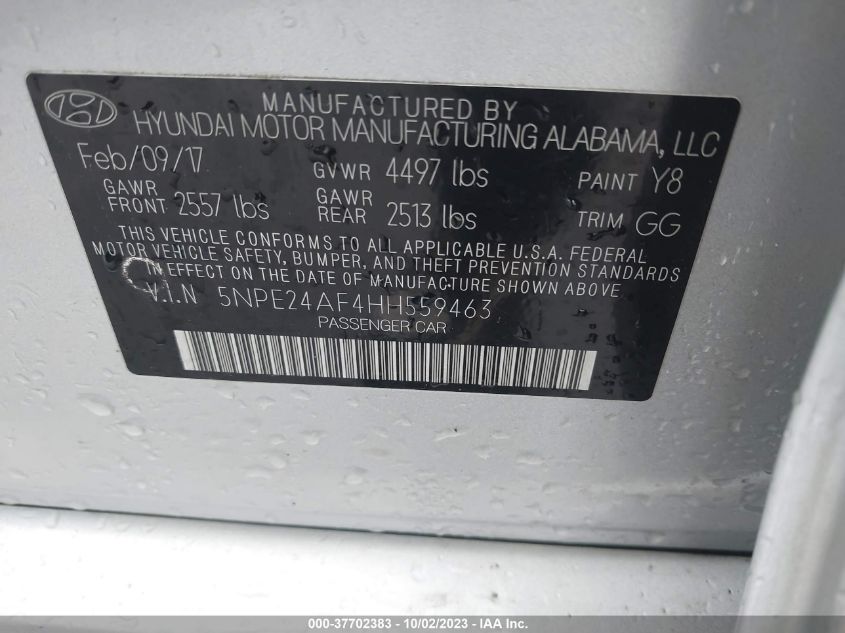 MANUFACTURED BY
HYUNDAI MOTOR MANUFACTURING ALABAMA, LLC
Feb/09/17 GVWR 4497 lbs PAINT Y8
GAWR FRONT 2557 lbs GAWR REAR 2513 lbs TRIM GG
THIS VEHICLE CONFORMS TO ALL APPLICABLE U.S.A. FEDERAL
MOTOR VEHICLE SAFETY, BUMPER, AND THEFT PREVENTION STANDARDS
IN EFFECT ON THE DATE OF MANUFACTURE SHOWN ABOVE.
V.I.N 5NPE24AF4HH559463
PASSENGER CAR
000-37702383 - 10/02/2023 - IAA Inc.